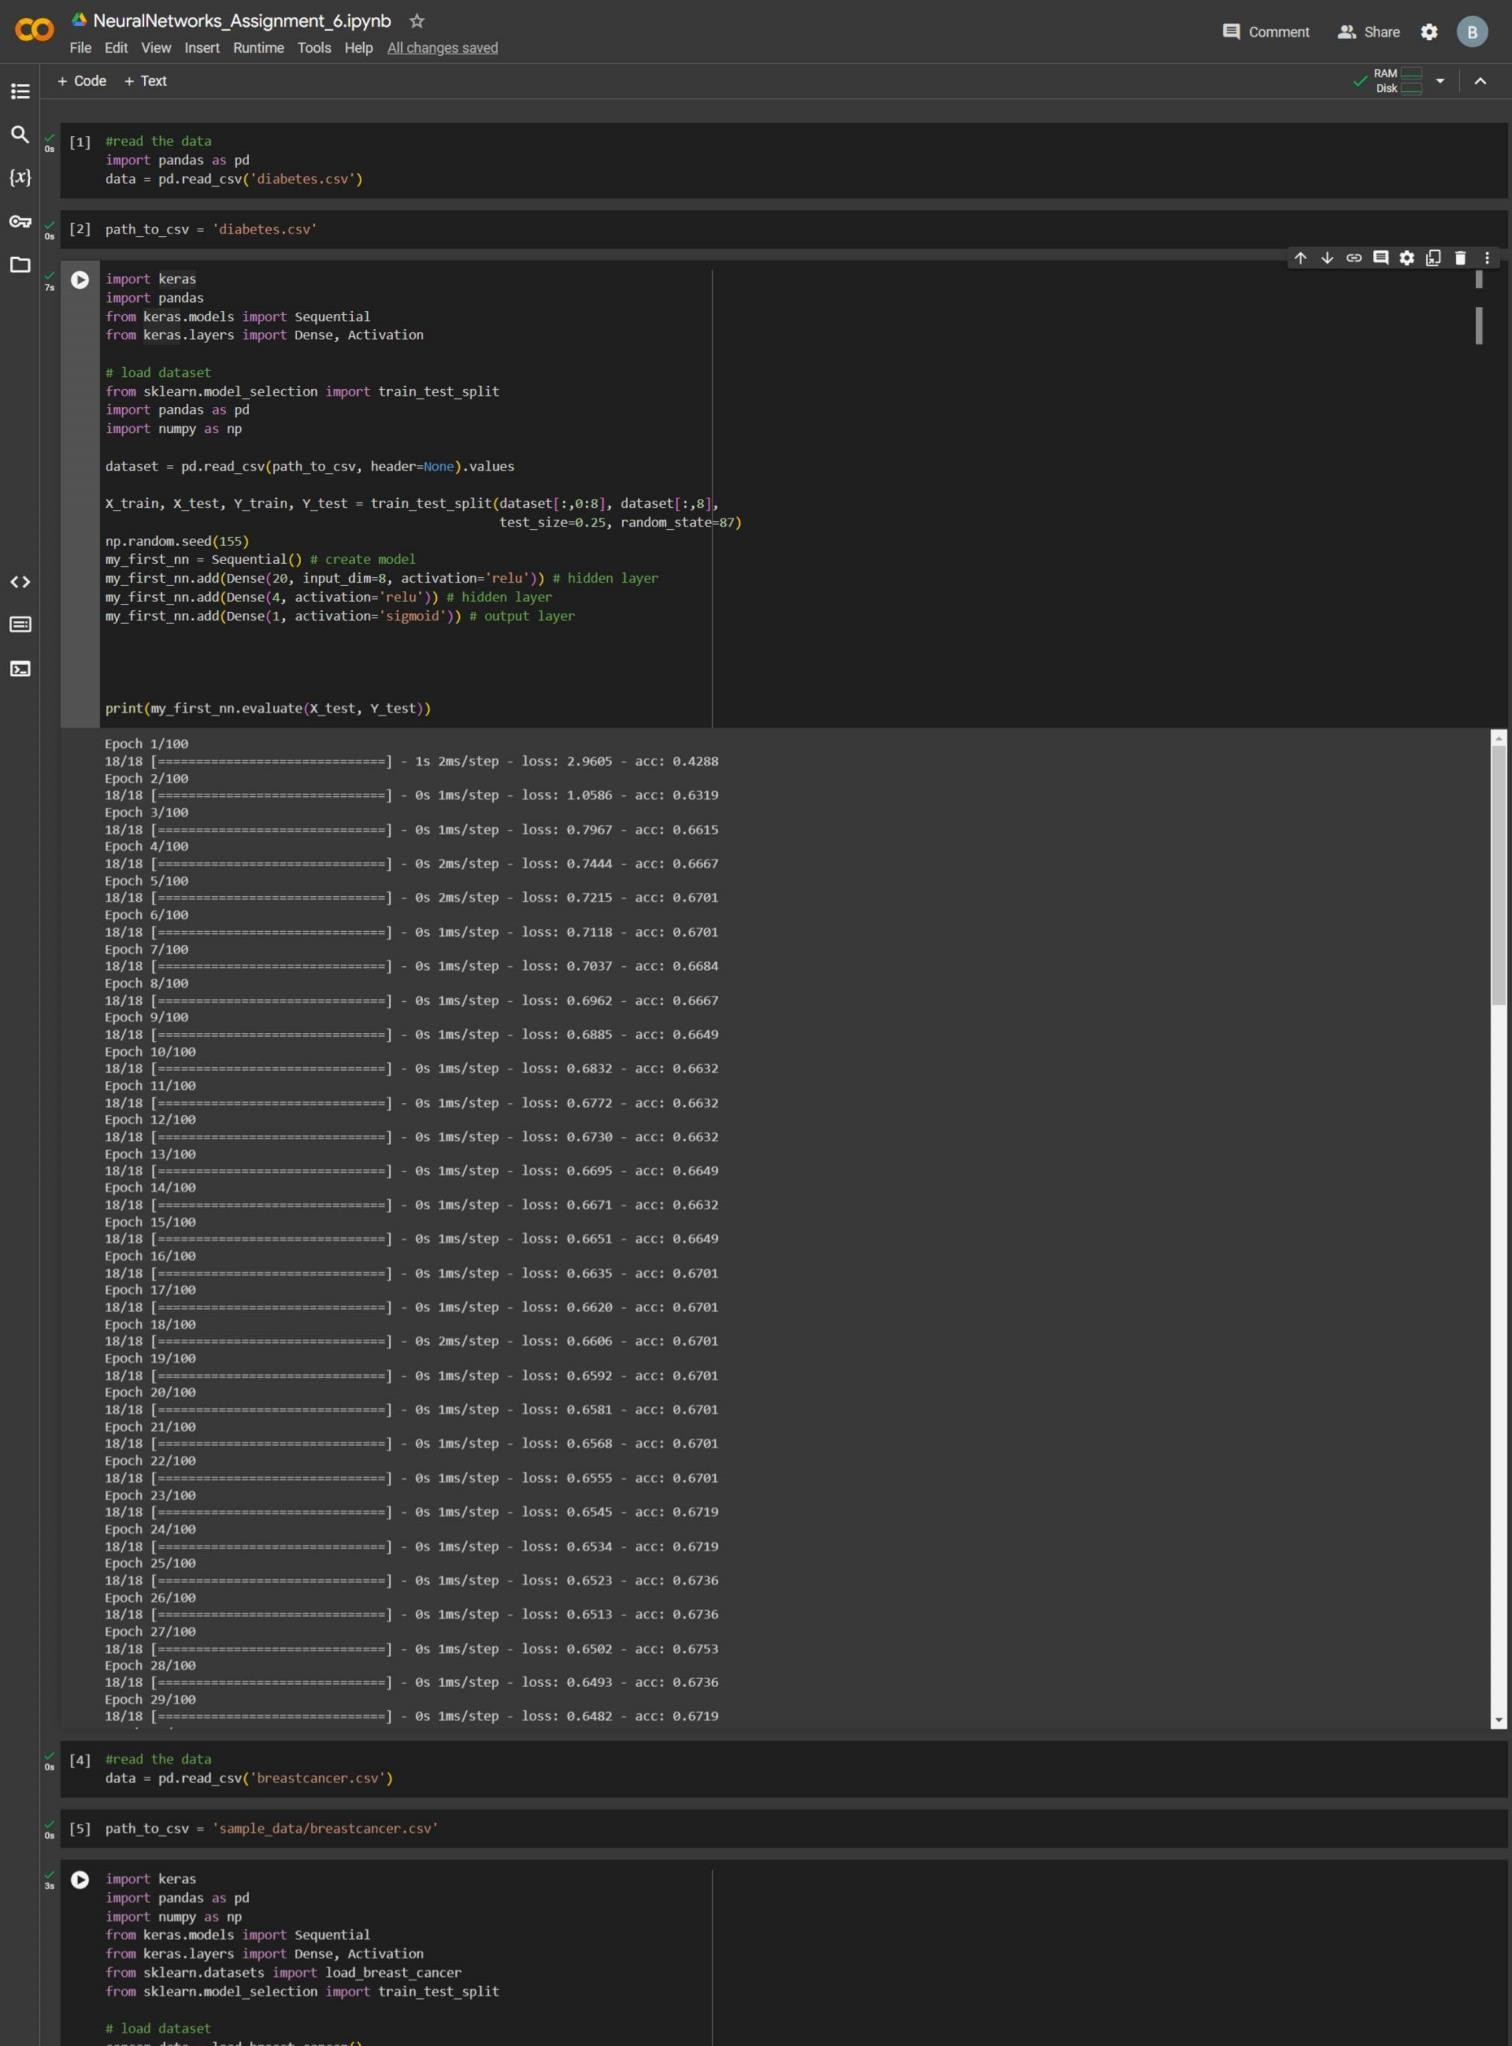 NeuralNetworks_Assignment_6.ipynb
Comment
Share
B
File Edit View Insert Runtime Tools Help All changes saved
+ Code + Text
RAM
Disk
[1] #read the data
0s
import pandas as pd
data = pd.read_csv('diabetes.csv')
{x}
[2] path_to_csv = 'diabetes.csv'
0s
import keras
7s
import pandas
from keras.models import Sequential
from keras.layers import Dense, Activation
# load dataset
from sklearn.model_selection import train_test_split
import pandas as pd
import numpy as np
dataset = pd.read_csv(path_to_csv, header=None).values
X_train, X_test, Y_train, Y_test = train_test_split(dataset[:,0:8], dataset[:,8],
test_size=0.25, random_state=87)
np.random.seed(155)
my_first_nn = Sequential() # create model
my_first_nn.add(Dense(20, input_dim=8, activation='relu')) # hidden layer
my_first_nn.add(Dense(4, activation='relu')) # hidden layer
my_first_nn.add(Dense(1, activation='sigmoid')) # output layer
print(my_first_nn.evaluate(X_test, Y_test))
Epoch 1/100
18/18 [==============================] - 1s 2ms/step - loss: 2.9605 - acc: 0.4288
Epoch 2/100
18/18 [==============================] - 0s 1ms/step - loss: 1.0586 - acc: 0.6319
Epoch 3/100
18/18 [==============================] - 0s 1ms/step - loss: 0.7967 - acc: 0.6615
Epoch 4/100
18/18 [==============================] - 0s 2ms/step - loss: 0.7444 - acc: 0.6667
Epoch 5/100
18/18 [==============================] - 0s 2ms/step - loss: 0.7215 - acc: 0.6701
Epoch 6/100
18/18 [==============================] - 0s 1ms/step - loss: 0.7118 - acc: 0.6701
Epoch 7/100
18/18 [==============================] - 0s 1ms/step - loss: 0.7037 - acc: 0.6684
Epoch 8/100
18/18 [==============================] - 0s 1ms/step - loss: 0.6962 - acc: 0.6667
Epoch 9/100
18/18 [==============================] - 0s 1ms/step - loss: 0.6885 - acc: 0.6649
Epoch 10/100
18/18 [==============================] - 0s 1ms/step - loss: 0.6832 - acc: 0.6632
Epoch 11/100
18/18 [==============================] - 0s 1ms/step - loss: 0.6772 - acc: 0.6632
Epoch 12/100
18/18 [==============================] - 0s 1ms/step - loss: 0.6730 - acc: 0.6632
Epoch 13/100
18/18 [==============================] - 0s 1ms/step - loss: 0.6695 - acc: 0.6649
Epoch 14/100
18/18 [==============================] - 0s 1ms/step - loss: 0.6671 - acc: 0.6632
Epoch 15/100
18/18 [==============================] - 0s 1ms/step - loss: 0.6651 - acc: 0.6649
Epoch 16/100
18/18 [==============================] - 0s 1ms/step - loss: 0.6635 - acc: 0.6701
Epoch 17/100
18/18 [==============================] - 0s 1ms/step - loss: 0.6620 - acc: 0.6701
Epoch 18/100
18/18 [==============================] - 0s 2ms/step - loss: 0.6606 - acc: 0.6701
Epoch 19/100
18/18 [==============================] - 0s 1ms/step - loss: 0.6592 - acc: 0.6701
Epoch 20/100
18/18 [==============================] - 0s 1ms/step - loss: 0.6581 - acc: 0.6701
Epoch 21/100
18/18 [==============================] - 0s 1ms/step - loss: 0.6568 - acc: 0.6701
Epoch 22/100
18/18 [==============================] - 0s 1ms/step - loss: 0.6555 - acc: 0.6701
Epoch 23/100
18/18 [==============================] - 0s 1ms/step - loss: 0.6545 - acc: 0.6719
Epoch 24/100
18/18 [==============================] - 0s 1ms/step - loss: 0.6534 - acc: 0.6719
Epoch 25/100
18/18 [==============================] - 0s 1ms/step - loss: 0.6523 - acc: 0.6736
Epoch 26/100
18/18 [==============================] - 0s 1ms/step - loss: 0.6513 - acc: 0.6736
Epoch 27/100
18/18 [==============================] - 0s 1ms/step - loss: 0.6502 - acc: 0.6753
Epoch 28/100
18/18 [==============================] - 0s 1ms/step - loss: 0.6493 - acc: 0.6736
Epoch 29/100
18/18 [==============================] - 0s 1ms/step - loss: 0.6482 - acc: 0.6719
[4] #read the data
0s
data = pd.read_csv('breastcancer.csv')
[5] path_to_csv = 'sample_data/breastcancer.csv'
0s
import keras
3s
import pandas as pd
import numpy as np
from keras.models import Sequential
from keras.layers import Dense, Activation
from sklearn.datasets import load_breast_cancer
from sklearn.model_selection import train_test_split
# load dataset